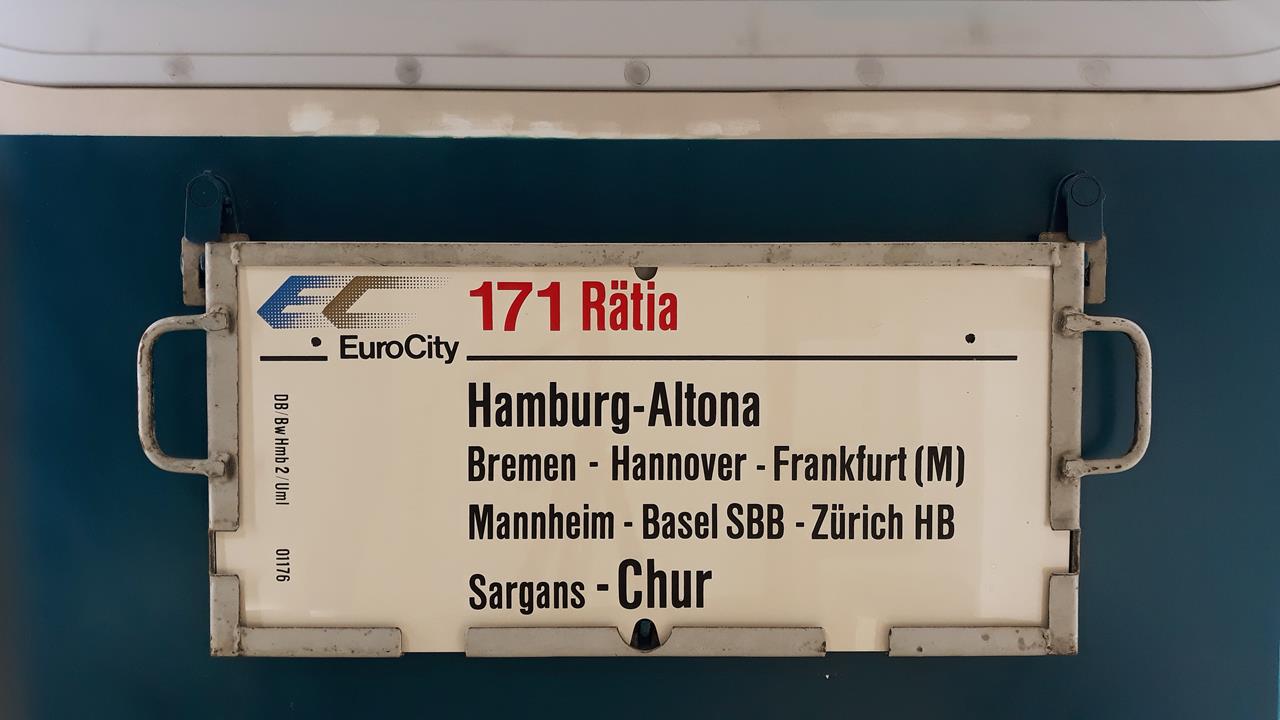 EC 171 Rätia
EuroCity
Hamburg-Altona
Bremen - Hannover - Frankfurt (M)
Mannheim - Basel SBB - Zürich HB
Sargans - Chur
DB/Bw Hmb 2/Uml 01176